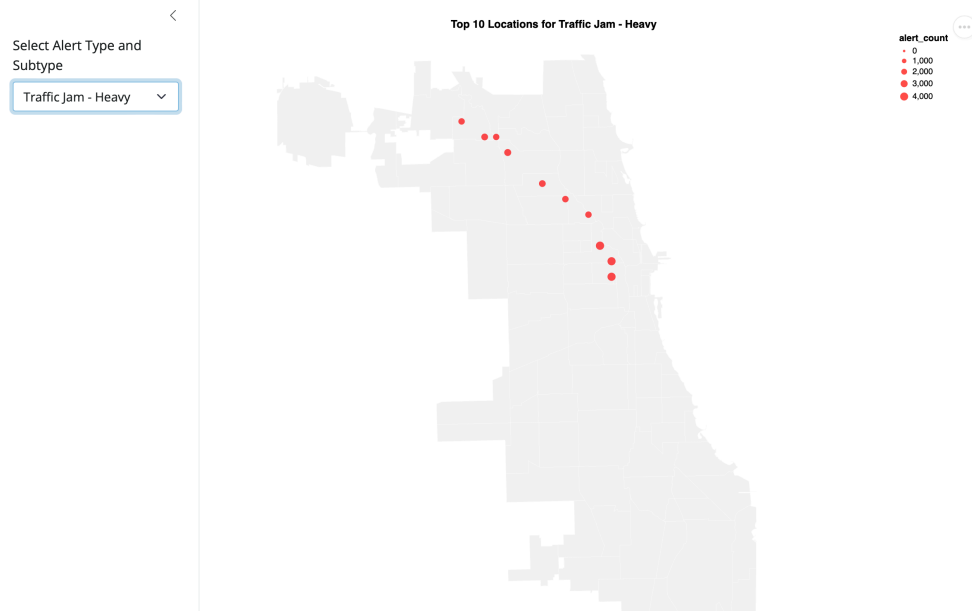 Select Alert Type and
Subtype
Traffic Jam - Heavy
Top 10 Locations for Traffic Jam - Heavy
alert_count
0
1,000
2,000
3,000
4,000